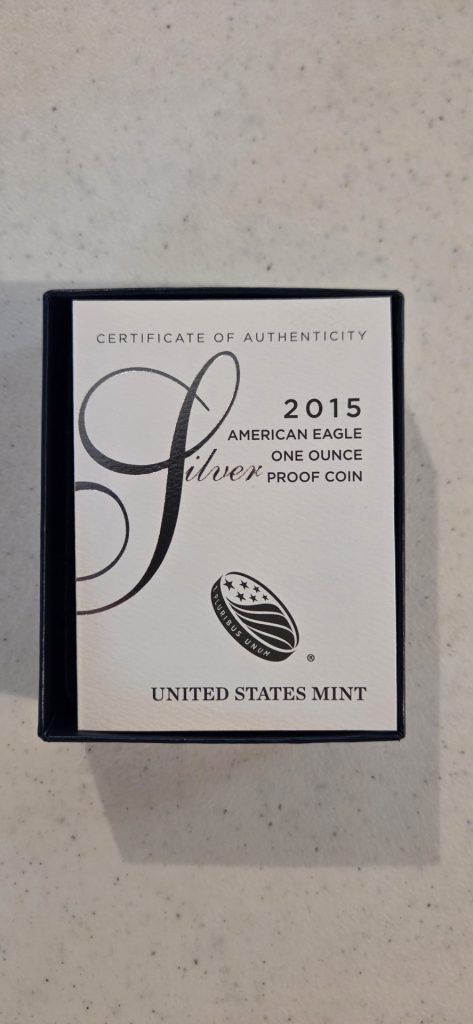 CERTIFICATE OF AUTHENTICITY
2015
AMERICAN EAGLE
ONE OUNCE
Silver PROOF COIN
E PLURIBUS UNUM
®
UNITED STATES MINT